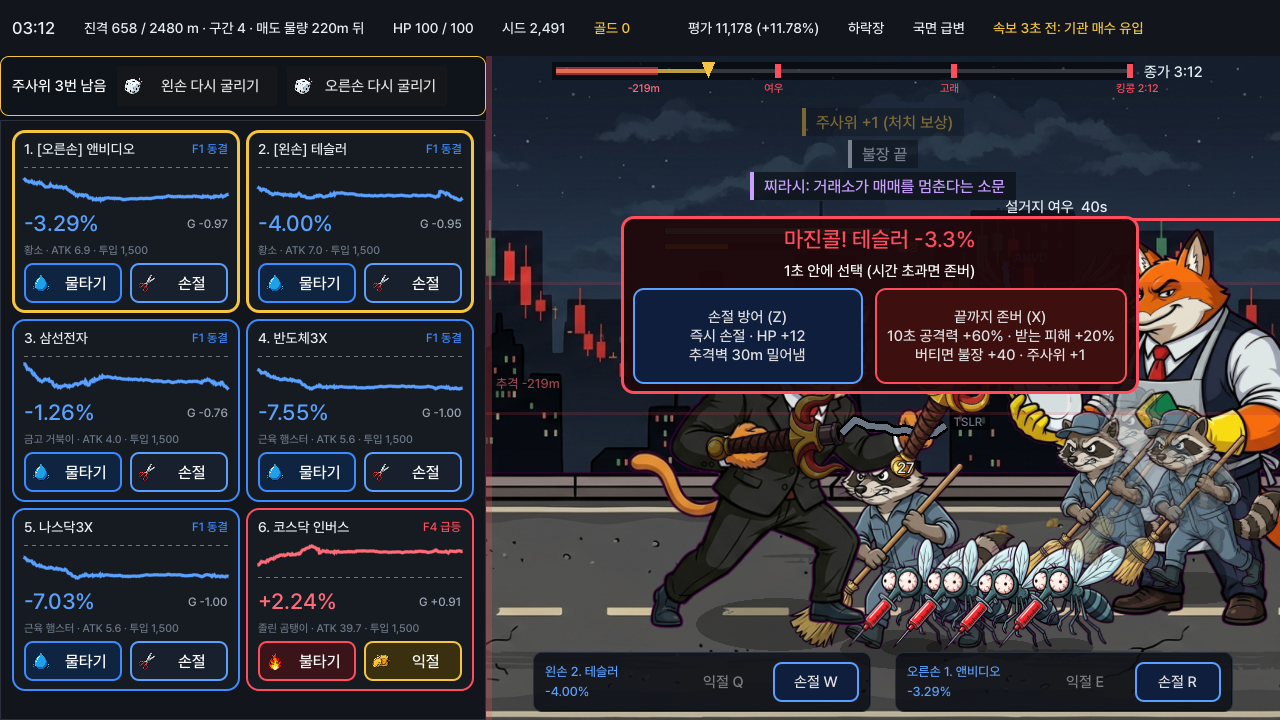 03:12
진격 658 / 2480 m · 구간 4 · 매도 물량 220m 뒤
HP 100 / 100
시드 2,491
골드 0
평가 11,178 (+11.78%)
하락장
국면 급변
속보 3초 전: 기관 매수 유입
주사위 3번 남음
왼손 다시 굴리기
오른손 다시 굴리기
1. [오른손] 앤비디오
F1 동결
-3.29%
G -0.97
황소 · ATK 6.9 · 투입 1,500
물타기
손절
2. [왼손] 테슬러
F1 동결
-4.00%
G -0.95
황소 · ATK 7.0 · 투입 1,500
물타기
손절
3. 삼선전자
F1 동결
-1.26%
G -0.76
금고 거북이 · ATK 4.0 · 투입 1,500
물타기
손절
4. 반도체3X
F1 동결
-7.55%
G -1.00
근육 햄스터 · ATK 5.6 · 투입 1,500
물타기
손절
5. 나스닥3X
F1 동결
-7.03%
G -1.00
근육 햄스터 · ATK 5.6 · 투입 1,500
물타기
손절
6. 코스닥 인버스
F4 급등
+2.24%
G +0.91
졸린 곰탱이 · ATK 39.7 · 투입 1,500
불타기
익절
종가 3:12
-219m
여우
고래
킹콩 2:12
주사위 +1 (처치 보상)
불장 끝
찌라시: 거래소가 매매를 멈춘다는 소문
설거지 여우 40s
마진콜! 테슬러 -3.3%
1초 안에 선택 (시간 초과면 존버)
손절 방어 (Z)
즉시 손절 · HP +12
추격벽 30m 밀어냄
끝까지 존버 (X)
10초 공격력 +60% · 받는 피해 +20%
버티면 불장 +40 · 주사위 +1
추격 -219m
TSLR
27
왼손 2. 테슬러
-4.00%
익절 Q
손절 W
오른손 1. 앤비디오
-3.29%
익절 E
손절 R